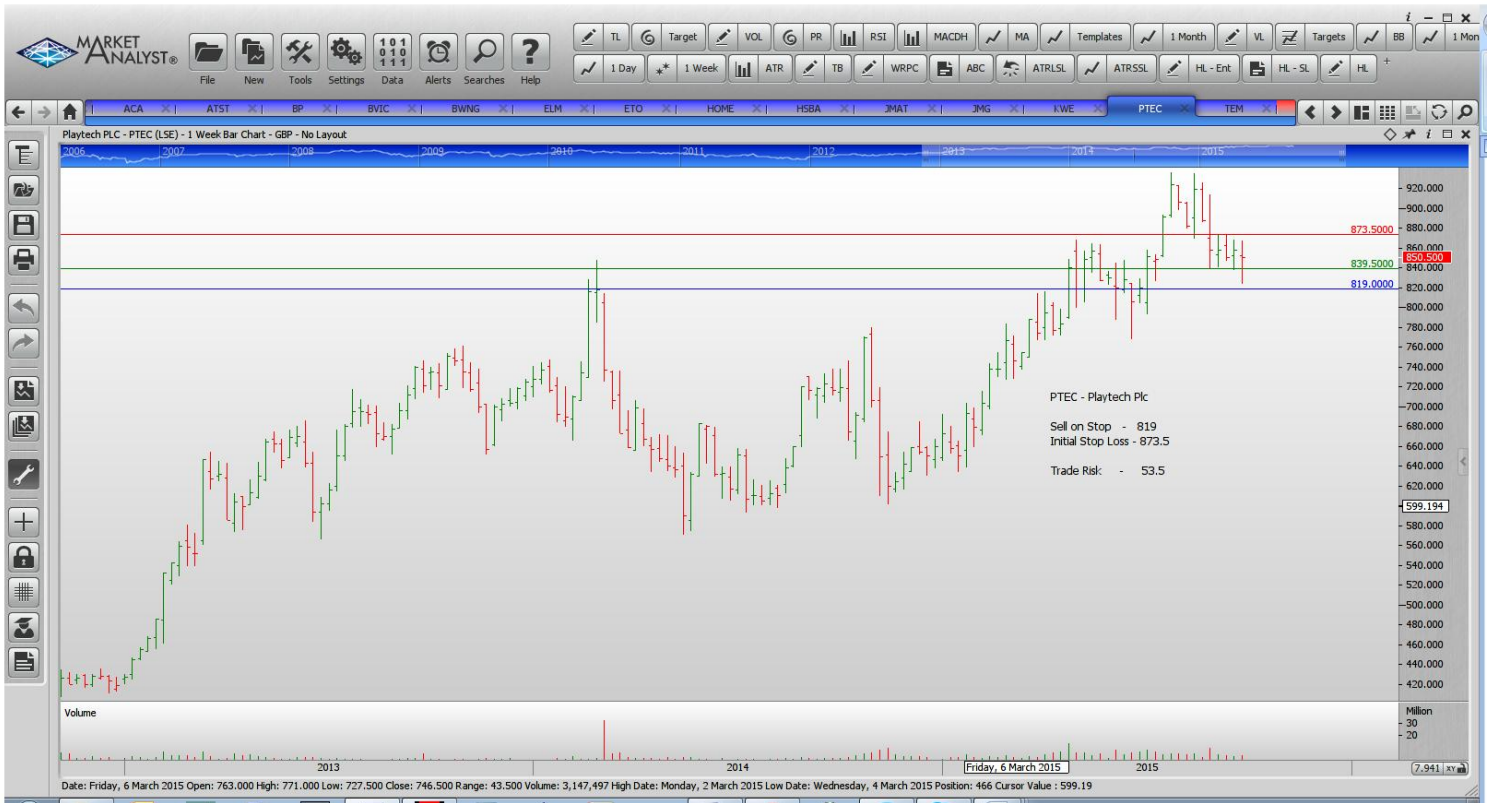 MARKET ANALYST®
File New Tools Settings Data Alerts Searches Help
TL Target VOL PR RSI MACDH MA Templates 1 Month VL Targets BB 1 Mon
1 Day 1 Week ATR TB WRPC ABC ATRLSL ATRSSL HL - Ent HL - SL HL +
ACA ATST BP BVIC BWNG ELM ETO HOME HSBA JMAT JMG KWE PTEC TEM
Playtech PLC - PTEC (LSE) - 1 Week Bar Chart - GBP - No Layout
2006 2007 2008 2009 2010 2011 2012 2013 2014 2015
920.000
900.000
873.5000 880.000
860.000
850.500
839.5000 840.000
819.0000 820.000
800.000
780.000
760.000
740.000
720.000
PTEC - Playtech Plc
700.000
Sell on Stop - 819
680.000
Initial Stop Loss - 873.5
660.000
Trade Risk - 53.5
640.000
620.000
599.194
580.000
560.000
540.000
520.000
500.000
480.000
460.000
440.000
420.000
Volume Million
30
20
2013 2014 Friday, 6 March 2015 2015 7.941 XY
Date: Friday, 6 March 2015 Open: 763.000 High: 771.000 Low: 727.500 Close: 746.500 Range: 43.500 Volume: 3,147,497 High Date: Monday, 2 March 2015 Low Date: Wednesday, 4 March 2015 Position: 466 Cursor Value : 599.19